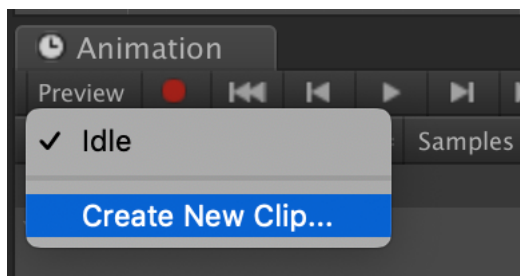 Animation
Preview
✓ Idle
Samples
Create New Clip...